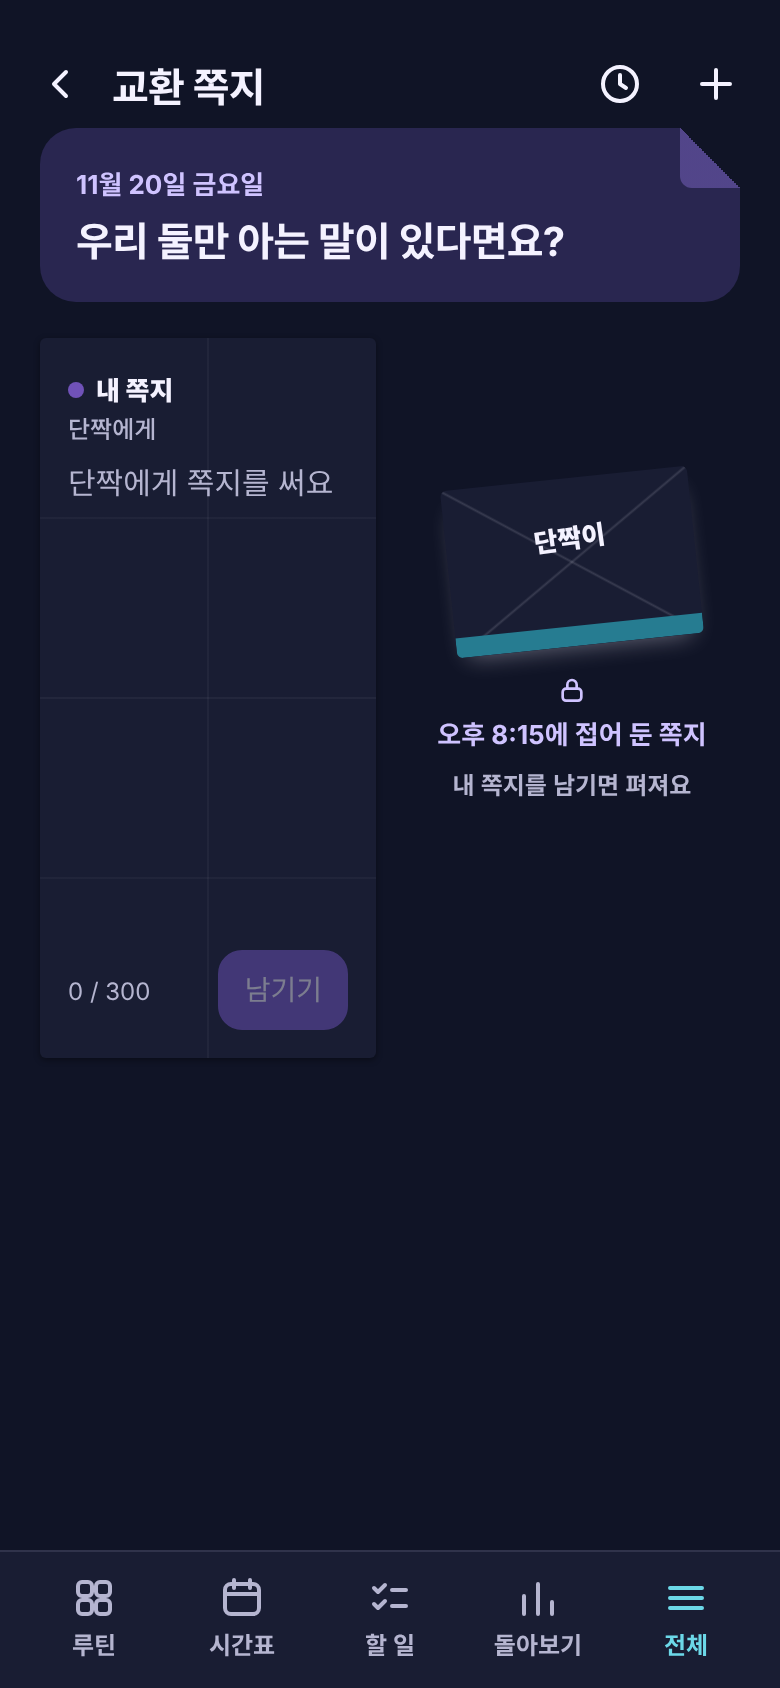 교환 쪽지
11월 20일 금요일
우리 둘만 아는 말이 있다면요?
내 쪽지
단짝에게
단짝에게 쪽지를 써요
0 / 300
남기기
단짝이
오후 8:15에 접어 둔 쪽지
내 쪽지를 남기면 펴져요
루틴
시간표
할 일
돌아보기
전체